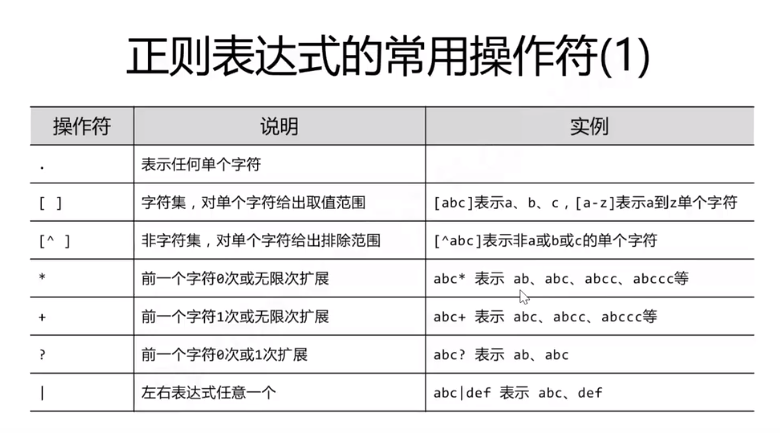 正则表达式的常用操作符(1)
操作符 说明 实例
. 表示任何单个字符
[ ] 字符集，对单个字符给出取值范围 [abc]表示a、b、c，[a-z]表示a到z单个字符
[^ ] 非字符集，对单个字符给出排除范围 [^abc]表示非a或b或c的单个字符
* 前一个字符0次或无限次扩展 abc* 表示 ab、abc、abcc、abccc等
+ 前一个字符1次或无限次扩展 abc+ 表示 abc、abcc、abccc等
? 前一个字符0次或1次扩展 abc? 表示 ab、abc
| 左右表达式任意一个 abc|def 表示 abc、def